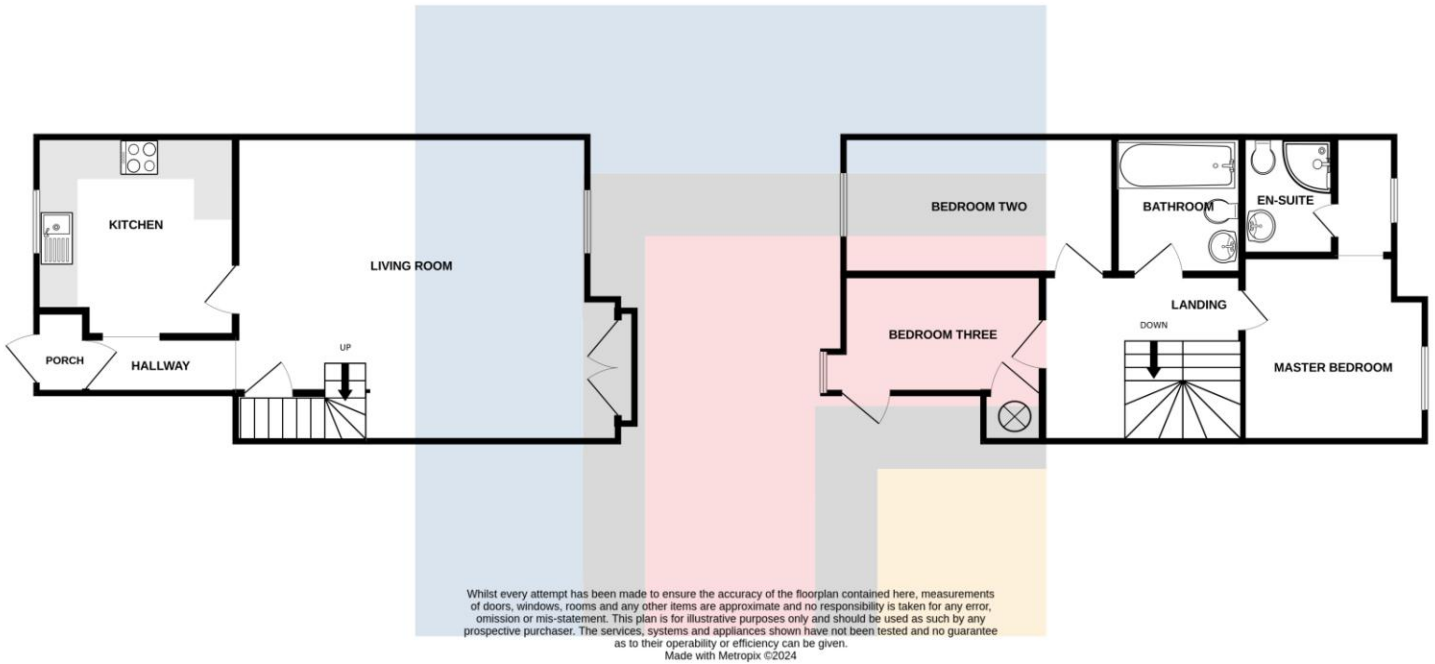 KITCHEN
LIVING ROOM
UP
PORCH
HALLWAY
BEDROOM TWO
BATHROOM
EN-SUITE
BEDROOM THREE
LANDING
DOWN
MASTER BEDROOM
Whilst every attempt has been made to ensure the accuracy of the floorplan contained here, measurements
of doors, windows, rooms and any other items are approximate and no responsibility is taken for any error,
omission or mis-statement. This plan is for illustrative purposes only and should be used as such by any
prospective purchaser. The services, systems and appliances shown have not been tested and no guarantee
as to their operability or efficiency can be given.
Made with Metropix ©2024